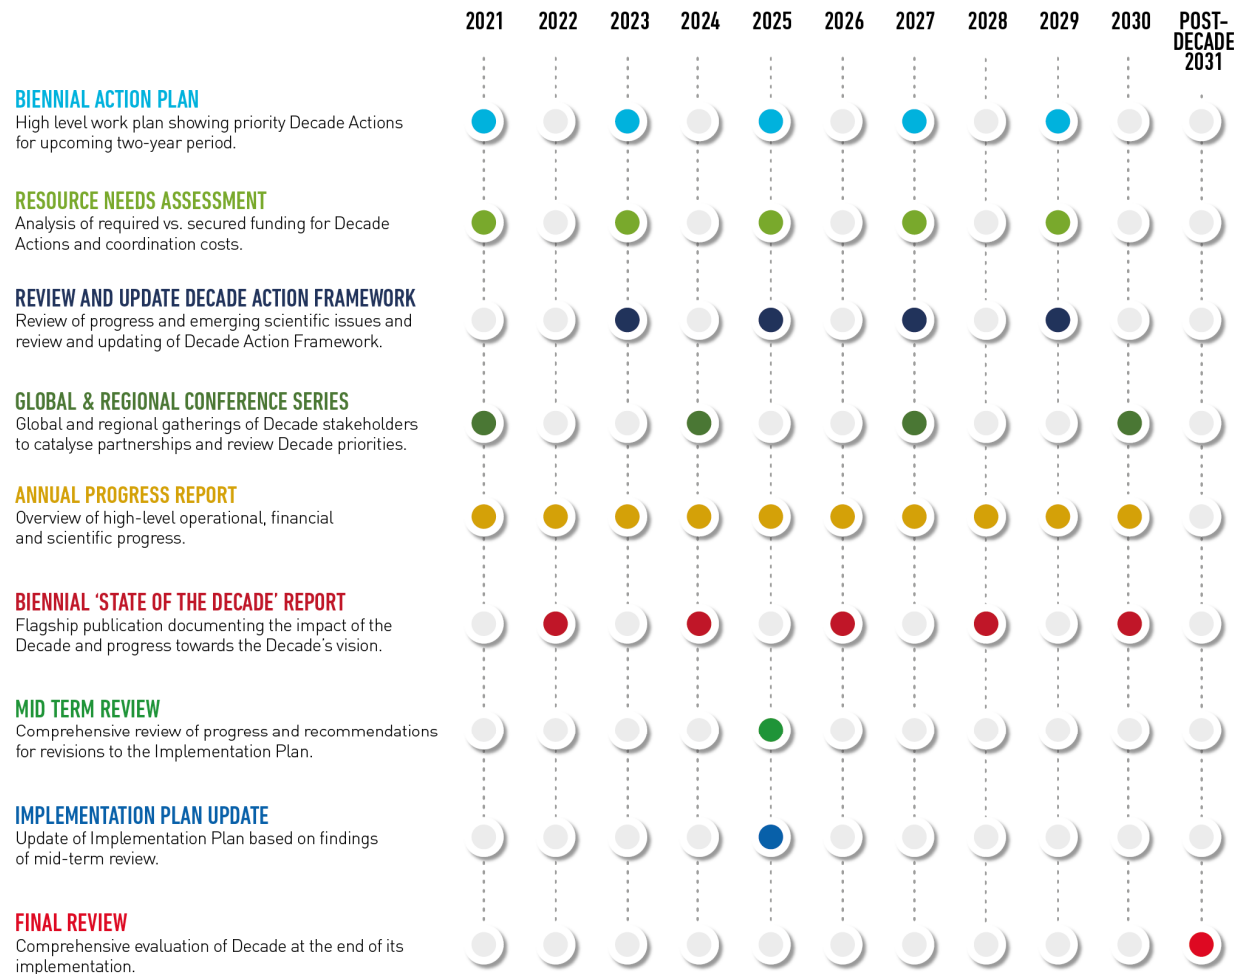 2021 2022 2023 2024 2025 2026 2027 2028 2029 2030 POST-
DECADE
2031
BIENNIAL ACTION PLAN
High level work plan showing priority Decade Actions
for upcoming two-year period.
RESOURCE NEEDS ASSESSMENT
Analysis of required vs. secured funding for Decade
Actions and coordination costs.
REVIEW AND UPDATE DECADE ACTION FRAMEWORK
Review of progress and emerging scientific issues and
review and updating of Decade Action Framework.
GLOBAL & REGIONAL CONFERENCE SERIES
Global and regional gatherings of Decade stakeholders
to catalyse partnerships and review Decade priorities.
ANNUAL PROGRESS REPORT
Overview of high-level operational, financial
and scientific progress.
BIENNIAL ‘STATE OF THE DECADE’ REPORT
Flagship publication documenting the impact of the
Decade and progress towards the Decade’s vision.
MID TERM REVIEW
Comprehensive review of progress and recommendations
for revisions to the Implementation Plan.
IMPLEMENTATION PLAN UPDATE
Update of Implementation Plan based on findings
of mid-term review.
FINAL REVIEW
Comprehensive evaluation of Decade at the end of its
implementation.